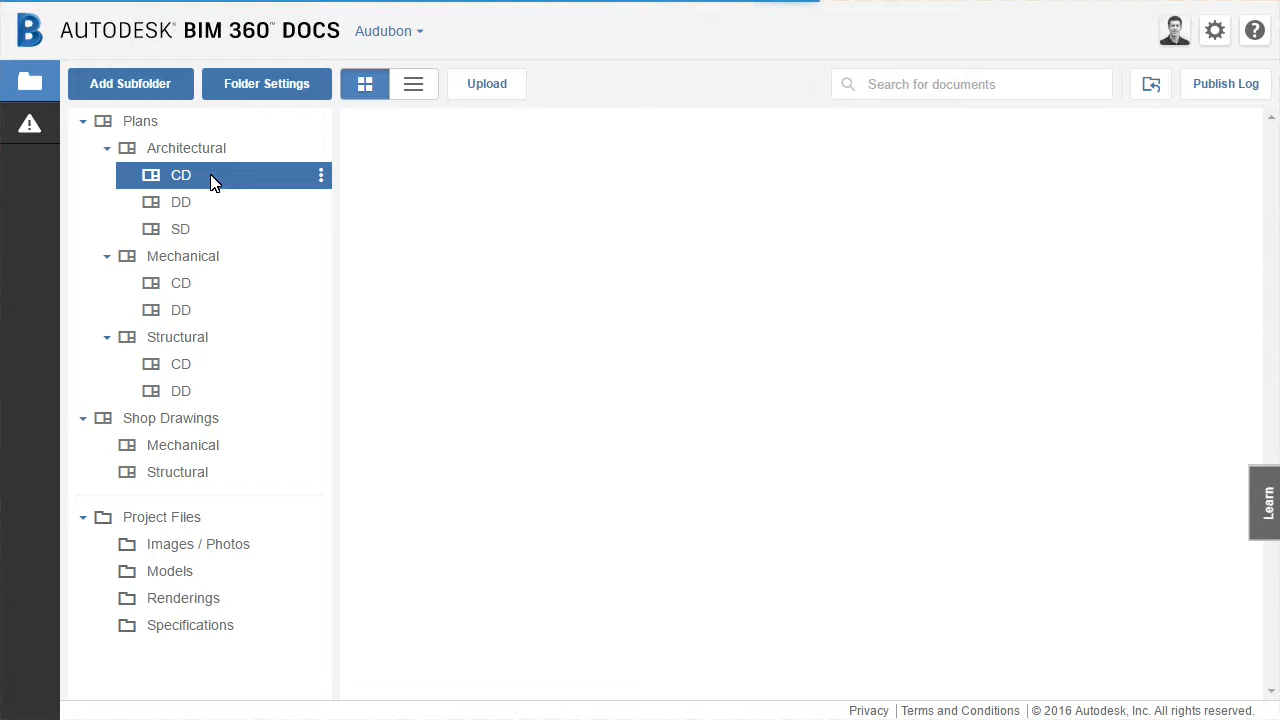 AUTODESK® BIM 360™ DOCS Audubon
Add Subfolder Folder Settings Upload Search for documents Publish Log
Plans
Architectural
CD
DD
SD
Mechanical
CD
DD
Structural
CD
DD
Shop Drawings
Mechanical
Structural
Learn
Project Files
Images / Photos
Models
Renderings
Specifications
Privacy | Terms and Conditions | © 2016 Autodesk, Inc. All rights reserved.